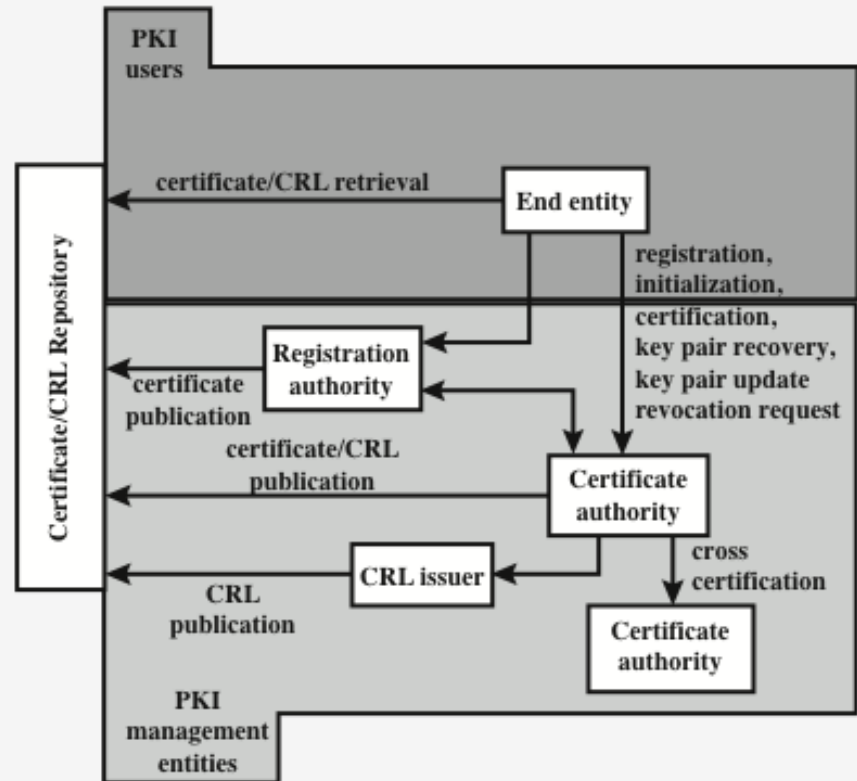 PKI
users
certificate/CRL retrieval
End entity
registration,
initialization,
certification,
key pair recovery,
key pair update
revocation request
Certificate/CRL Repository
Registration
authority
certificate
publication
certificate/CRL
publication
Certificate
authority
CRL issuer
cross
certification
CRL
publication
Certificate
authority
PKI
management
entities